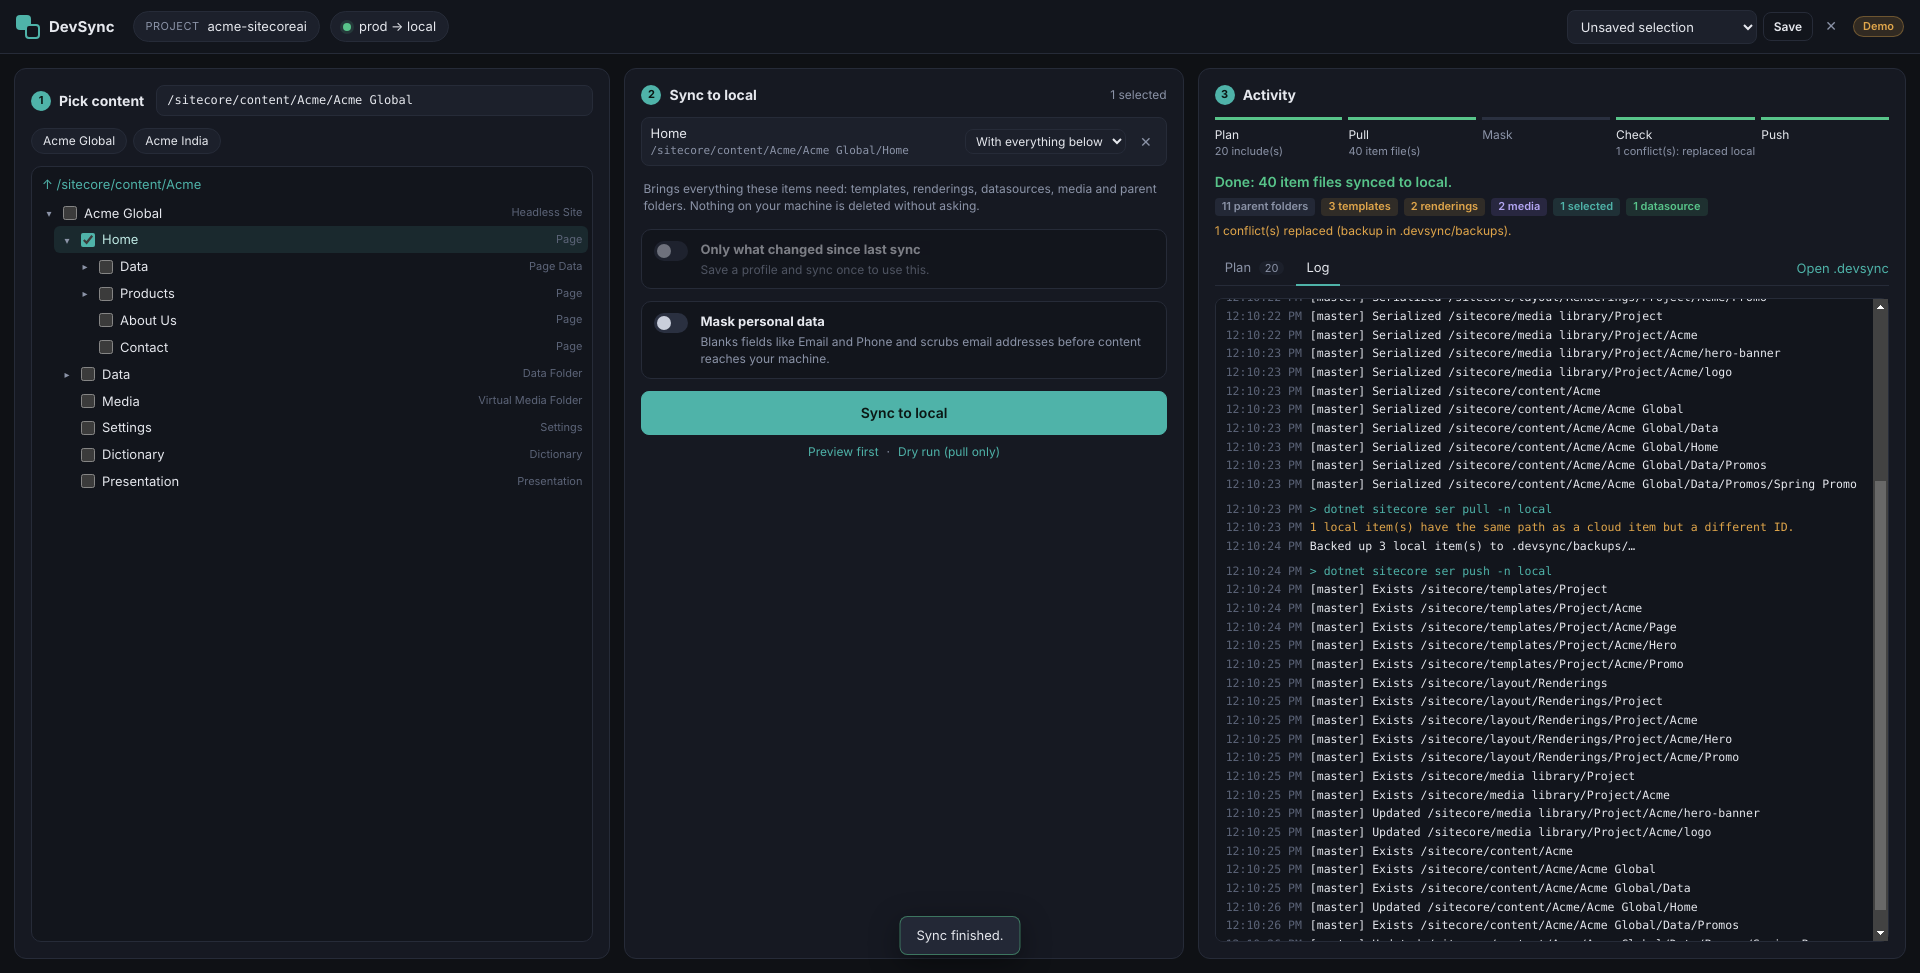 DevSync
PROJECT acme-sitecoreai
prod → local
Unsaved selection
Save
✕
Demo
1 Pick content
/sitecore/content/Acme/Acme Global
Acme Global
Acme India
↑ /sitecore/content/Acme
Acme Global Headless Site
Home Page
Data Page Data
Products Page
About Us Page
Contact Page
Data Data Folder
Media Virtual Media Folder
Settings Settings
Dictionary Dictionary
Presentation Presentation
2 Sync to local
1 selected
Home
/sitecore/content/Acme/Acme Global/Home
With everything below
✕
Brings everything these items need: templates, renderings, datasources, media and parent
folders. Nothing on your machine is deleted without asking.
Only what changed since last sync
Save a profile and sync once to use this.
Mask personal data
Blanks fields like Email and Phone and scrubs email addresses before content
reaches your machine.
Sync to local
Preview first · Dry run (pull only)
Sync finished.
3 Activity
Plan
20 include(s)
Pull
40 item file(s)
Mask
Check
1 conflict(s): replaced local
Push
Done: 40 item files synced to local.
11 parent folders 3 templates 2 renderings 2 media 1 selected 1 datasource
1 conflict(s) replaced (backup in .devsync/backups).
Plan 20 Log
Open .devsync
12:10:22 PM [master] Serialized /sitecore/layout/Renderings/Project/Acme/Promo
12:10:22 PM [master] Serialized /sitecore/media library/Project
12:10:22 PM [master] Serialized /sitecore/media library/Project/Acme
12:10:23 PM [master] Serialized /sitecore/media library/Project/Acme/hero-banner
12:10:23 PM [master] Serialized /sitecore/media library/Project/Acme/logo
12:10:23 PM [master] Serialized /sitecore/content/Acme
12:10:23 PM [master] Serialized /sitecore/content/Acme/Acme Global
12:10:23 PM [master] Serialized /sitecore/content/Acme/Acme Global/Data
12:10:23 PM [master] Serialized /sitecore/content/Acme/Acme Global/Home
12:10:23 PM [master] Serialized /sitecore/content/Acme/Acme Global/Data/Promos
12:10:23 PM [master] Serialized /sitecore/content/Acme/Acme Global/Data/Promos/Spring Promo
12:10:23 PM > dotnet sitecore ser pull -n local
12:10:23 PM 1 local item(s) have the same path as a cloud item but a different ID.
12:10:24 PM Backed up 3 local item(s) to .devsync/backups/…
12:10:24 PM > dotnet sitecore ser push -n local
12:10:24 PM [master] Exists /sitecore/templates/Project
12:10:24 PM [master] Exists /sitecore/templates/Project/Acme
12:10:24 PM [master] Exists /sitecore/templates/Project/Acme/Page
12:10:25 PM [master] Exists /sitecore/templates/Project/Acme/Hero
12:10:25 PM [master] Exists /sitecore/templates/Project/Acme/Promo
12:10:25 PM [master] Exists /sitecore/layout/Renderings
12:10:25 PM [master] Exists /sitecore/layout/Renderings/Project
12:10:25 PM [master] Exists /sitecore/layout/Renderings/Project/Acme
12:10:25 PM [master] Exists /sitecore/layout/Renderings/Project/Acme/Hero
12:10:25 PM [master] Exists /sitecore/layout/Renderings/Project/Acme/Promo
12:10:25 PM [master] Exists /sitecore/media library/Project
12:10:25 PM [master] Exists /sitecore/media library/Project/Acme
12:10:25 PM [master] Updated /sitecore/media library/Project/Acme/hero-banner
12:10:25 PM [master] Updated /sitecore/media library/Project/Acme/logo
12:10:25 PM [master] Exists /sitecore/content/Acme
12:10:25 PM [master] Exists /sitecore/content/Acme/Acme Global
12:10:25 PM [master] Exists /sitecore/content/Acme/Acme Global/Data
12:10:26 PM [master] Updated /sitecore/content/Acme/Acme Global/Home
12:10:26 PM [master] Exists /sitecore/content/Acme/Acme Global/Data/Promos